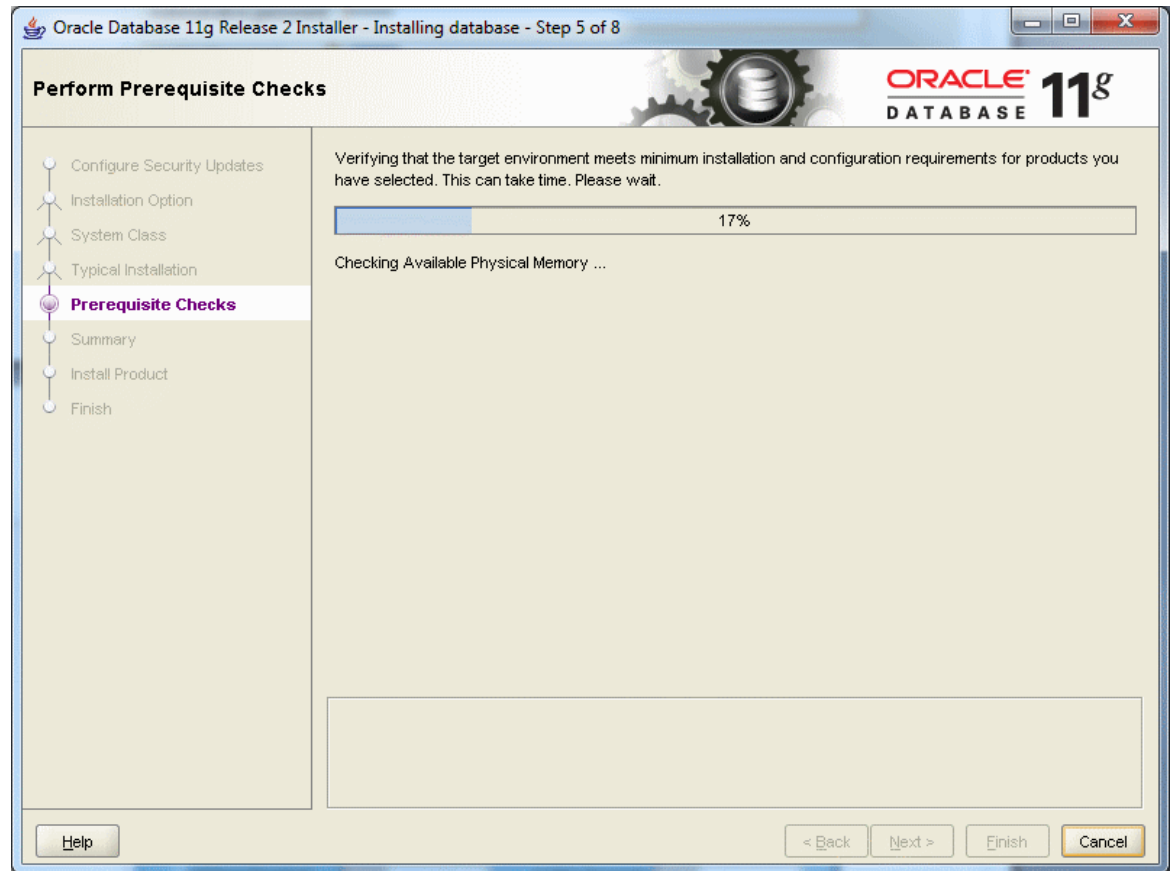 Oracle Database 11g Release 2 Installer - Installing database - Step 5 of 8
Perform Prerequisite Checks
ORACLE 11g
DATABASE
Configure Security Updates
Installation Option
System Class
Typical Installation
Prerequisite Checks
Summary
Install Product
Finish
Verifying that the target environment meets minimum installation and configuration requirements for products you
have selected. This can take time. Please wait.
17%
Checking Available Physical Memory ...
Help
< Back
Next >
Finish
Cancel